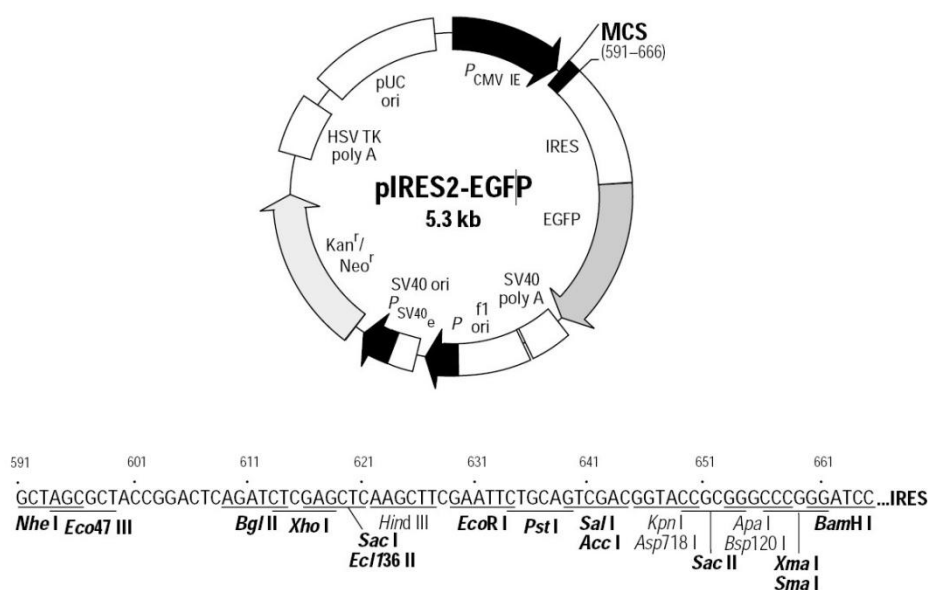 MCS
(591–666)
P CMV IE
pUC
ori
HSV TK
poly A
IRES
pIRES2-EGFP
5.3 kb
EGFP
Kanʳ/
Neoʳ
SV40 ori
P SV40e
SV40
poly A
f1
ori
P
591 601 611 621 631 641 651 661
GCTAGCGCTACCGGACTCAGATCTCGAGCTCAAGCTTCGAATTCTGCAGTCGACGGTACCGCGGGCCCGGGATCC...IRES
Nhe I Eco47 III Bgl II Xho I Hind III EcoR I Pst I Sal I Kpn I Apa I BamH I
Sac I Acc I Asp718 I Bsp120 I
Ecl136 II Sac II Xma I
Sma I